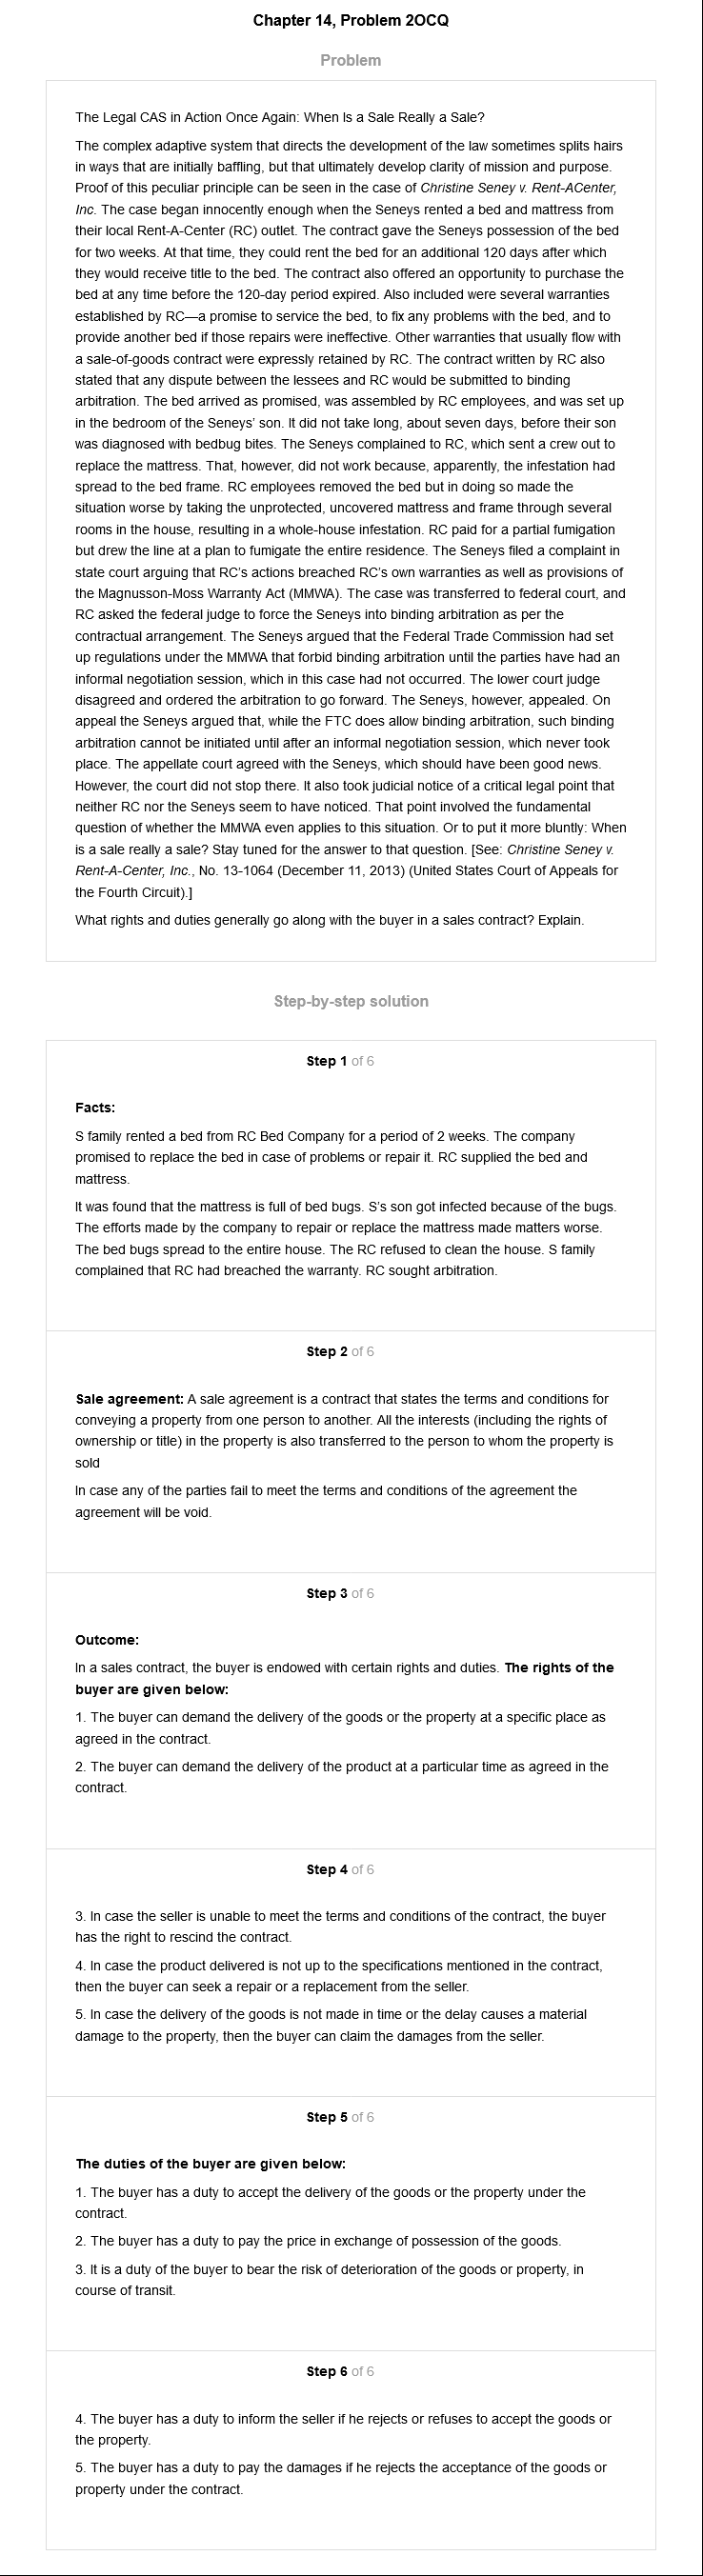 Chapter 14, Problem 2OCQ
Problem
The Legal CAS in Action Once Again: When Is a Sale Really a Sale?
The complex adaptive system that directs the development of the law sometimes splits hairs
in ways that are initially baffling, but that ultimately develop clarity of mission and purpose.
Proof of this peculiar principle can be seen in the case of Christine Seney v. Rent-ACenter,
Inc. The case began innocently enough when the Seneys rented a bed and mattress from
their local Rent-A-Center (RC) outlet. The contract gave the Seneys possession of the bed
for two weeks. At that time, they could rent the bed for an additional 120 days after which
they would receive title to the bed. The contract also offered an opportunity to purchase the
bed at any time before the 120-day period expired. Also included were several warranties
established by RC—a promise to service the bed, to fix any problems with the bed, and to
provide another bed if those repairs were ineffective. Other warranties that usually flow with
a sale-of-goods contract were expressly retained by RC. The contract written by RC also
stated that any dispute between the lessees and RC would be submitted to binding
arbitration. The bed arrived as promised, was assembled by RC employees, and was set up
in the bedroom of the Seneys' son. It did not take long, about seven days, before their son
was diagnosed with bedbug bites. The Seneys complained to RC, which sent a crew out to
replace the mattress. That, however, did not work because, apparently, the infestation had
spread to the bed frame. RC employees removed the bed but in doing so made the
situation worse by taking the unprotected, uncovered mattress and frame through several
rooms in the house, resulting in a whole-house infestation. RC paid for a partial fumigation
but drew the line at a plan to fumigate the entire residence. The Seneys filed a complaint in
state court arguing that RC's actions breached RC's own warranties as well as provisions of
the Magnusson-Moss Warranty Act (MMWA). The case was transferred to federal court, and
RC asked the federal judge to force the Seneys into binding arbitration as per the
contractual arrangement. The Seneys argued that the Federal Trade Commission had set
up regulations under the MMWA that forbid binding arbitration until the parties have had an
informal negotiation session, which in this case had not occurred. The lower court judge
disagreed and ordered the arbitration to go forward. The Seneys, however, appealed. On
appeal the Seneys argued that, while the FTC does allow binding arbitration, such binding
arbitration cannot be initiated until after an informal negotiation session, which never took
place. The appellate court agreed with the Seneys, which should have been good news.
However, the court did not stop there. It also took judicial notice of a critical legal point that
neither RC nor the Seneys seem to have noticed. That point involved the fundamental
question of whether the MMWA even applies to this situation. Or to put it more bluntly: When
is a sale really a sale? Stay tuned for the answer to that question. [See: Christine Seney v.
Rent-A-Center, Inc., No. 13-1064 (December 11, 2013) (United States Court of Appeals for
the Fourth Circuit).]
What rights and duties generally go along with the buyer in a sales contract? Explain.
Step-by-step solution
Step 1 of 6
Facts:
S family rented a bed from RC Bed Company for a period of 2 weeks. The company
promised to replace the bed in case of problems or repair it. RC supplied the bed and
mattress.
It was found that the mattress is full of bed bugs. S's son got infected because of the bugs.
The efforts made by the company to repair or replace the mattress made matters worse.
The bed bugs spread to the entire house. The RC refused to clean the house. S family
complained that RC had breached the warranty. RC sought arbitration.
Step 2 of 6
Sale agreement: A sale agreement is a contract that states the terms and conditions for
conveying a property from one person to another. All the interests (including the rights of
ownership or title) in the property is also transferred to the person to whom the property is
sold
In case any of the parties fail to meet the terms and conditions of the agreement the
agreement will be void.
Step 3 of 6
Outcome:
In a sales contract, the buyer is endowed with certain rights and duties. The rights of the
buyer are given below:
1. The buyer can demand the delivery of the goods or the property at a specific place as
agreed in the contract.
2. The buyer can demand the delivery of the product at a particular time as agreed in the
contract.
Step 4 of 6
3. In case the seller is unable to meet the terms and conditions of the contract, the buyer
has the right to rescind the contract.
4. In case the product delivered is not up to the specifications mentioned in the contract,
then the buyer can seek a repair or a replacement from the seller.
5. In case the delivery of the goods is not made in time or the delay causes a material
damage to the property, then the buyer can claim the damages from the seller.
Step 5 of 6
The duties of the buyer are given below:
1. The buyer has a duty to accept the delivery of the goods or the property under the
contract.
2. The buyer has a duty to pay the price in exchange of possession of the goods.
3. It is a duty of the buyer to bear the risk of deterioration of the goods or property, in
course of transit.
Step 6 of 6
4. The buyer has a duty to inform the seller if he rejects or refuses to accept the goods or
the property.
5. The buyer has a duty to pay the damages if he rejects the acceptance of the goods or
property under the contract.